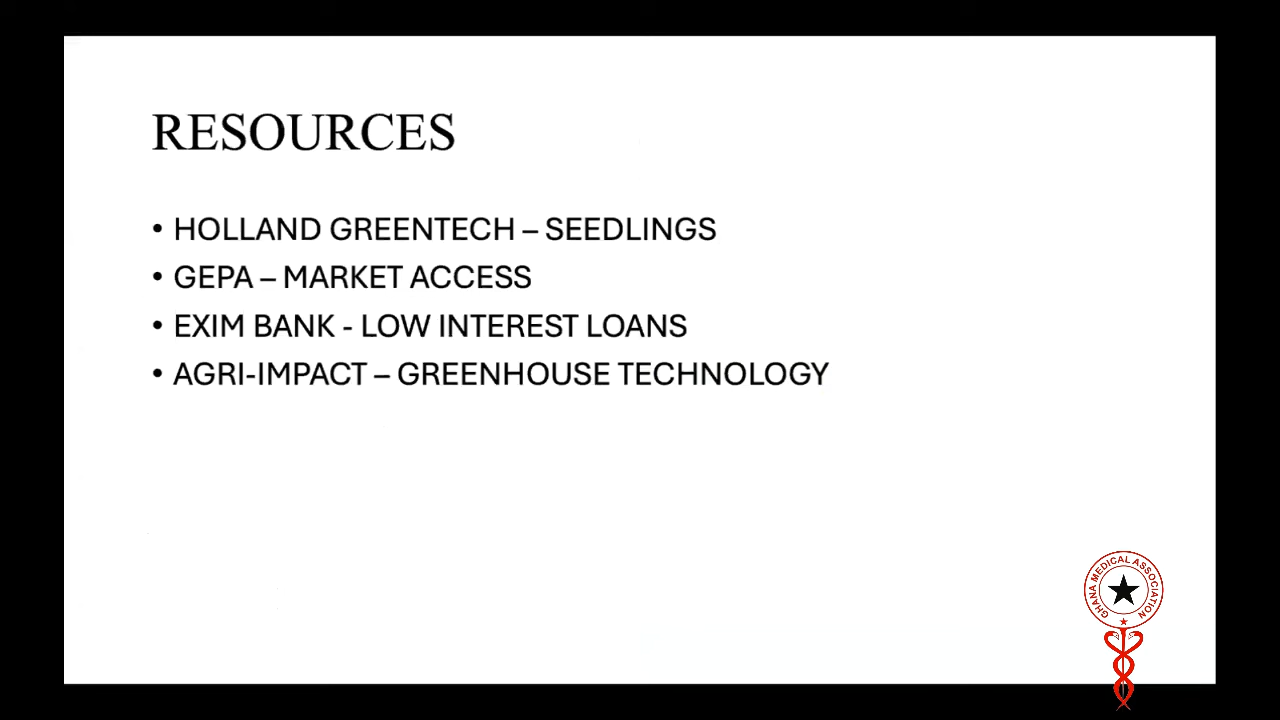 RESOURCES
• HOLLAND GREENTECH – SEEDLINGS
• GEPA – MARKET ACCESS
• EXIM BANK - LOW INTEREST LOANS
• AGRI-IMPACT – GREENHOUSE TECHNOLOGY
GHANA MEDICAL ASSOCIATION